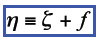 η ≡ ζ + f